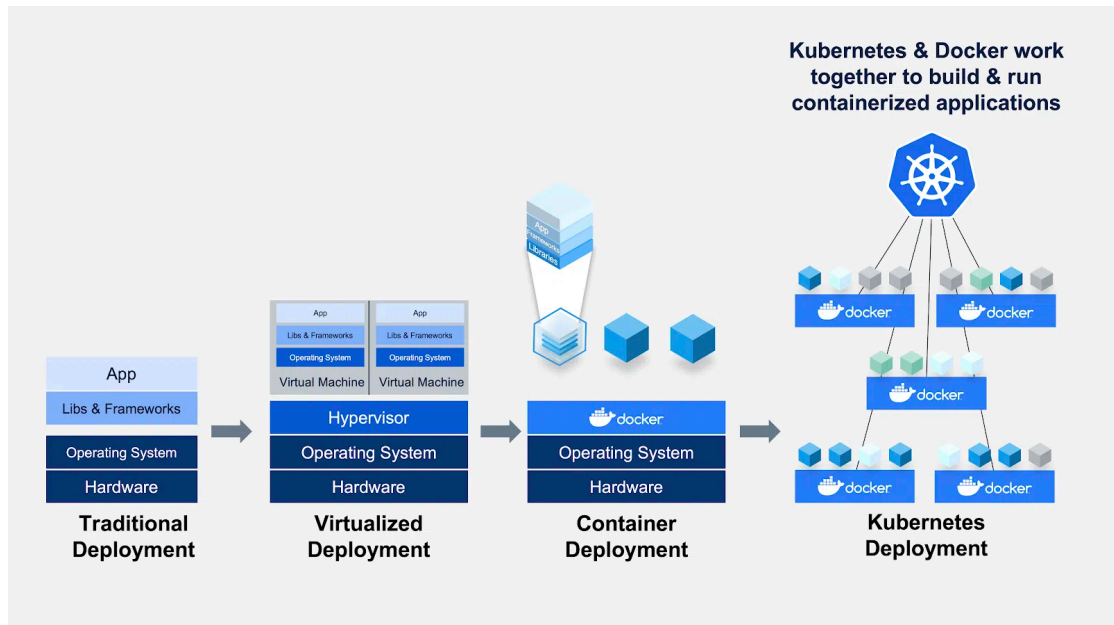 Kubernetes & Docker work
together to build & run
containerized applications
App
Frameworks
Libraries
docker
docker
docker
docker
docker
App
Libs & Frameworks
Operating System
Hardware
Traditional
Deployment
App
Libs & Frameworks
Operating System
Virtual Machine
App
Libs & Frameworks
Operating System
Virtual Machine
Hypervisor
Operating System
Hardware
Virtualized
Deployment
docker
Operating System
Hardware
Container
Deployment
Kubernetes
Deployment